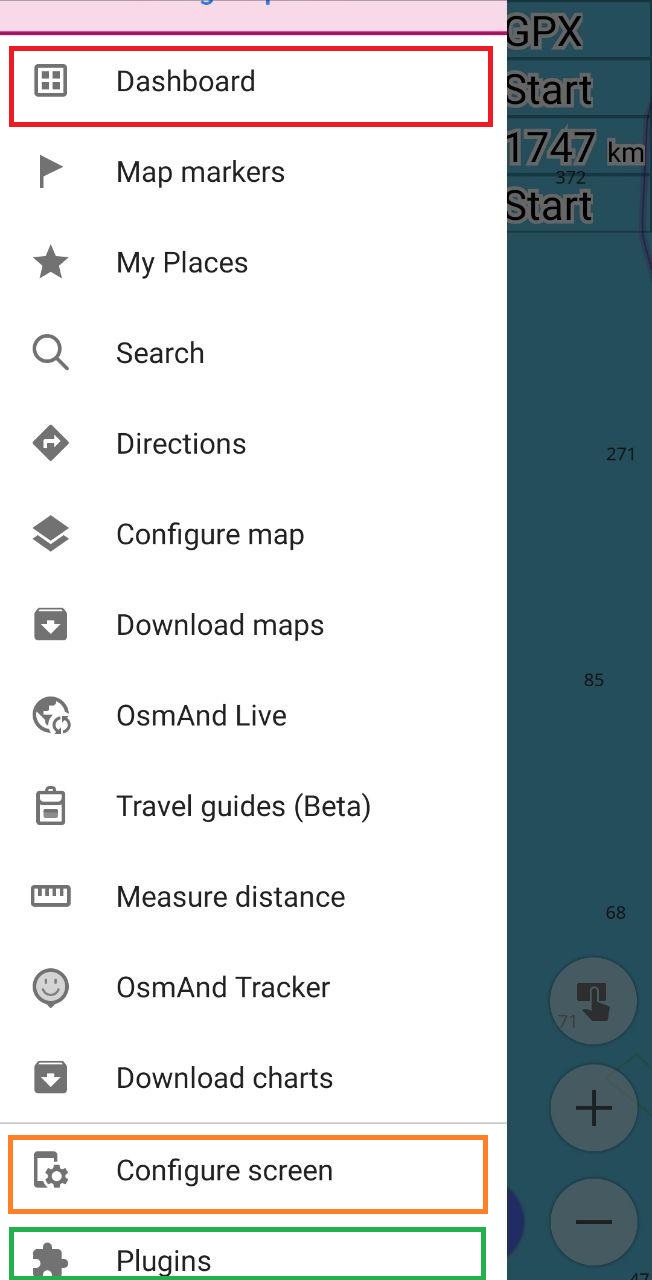 Dashboard
Map markers
My Places
Search
Directions
Configure map
Download maps
OsmAnd Live
Travel guides (Beta)
Measure distance
OsmAnd Tracker
Download charts
Configure screen
Plugins
GPX
Start
1747 km
372
Start
271
85
68
71
47